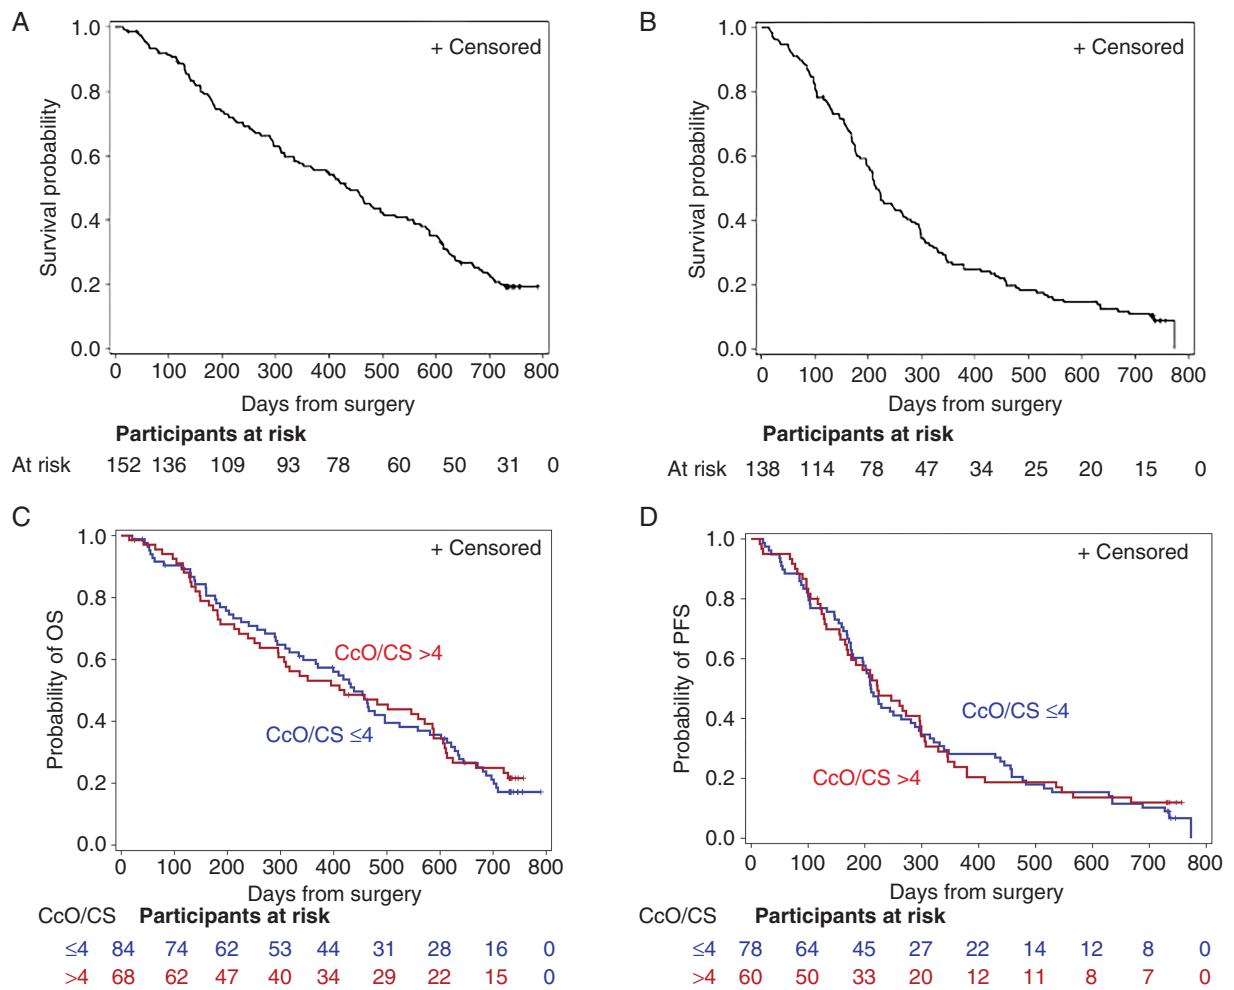 A
+ Censored
Survival probability
1.0
0.8
0.6
0.4
0.2
0.0
0 100 200 300 400 500 600 700 800
Days from surgery
Participants at risk
At risk 152 136 109 93 78 60 50 31 0
B
+ Censored
Survival probability
1.0
0.8
0.6
0.4
0.2
0.0
0 100 200 300 400 500 600 700 800
Days from surgery
Participants at risk
At risk 138 114 78 47 34 25 20 15 0
C
+ Censored
Probability of OS
1.0
0.8
0.6
0.4
0.2
0.0
CcO/CS >4
CcO/CS ≤4
0 100 200 300 400 500 600 700 800
Days from surgery
CcO/CS Participants at risk
≤4 84 74 62 53 44 31 28 16 0
>4 68 62 47 40 34 29 22 15 0
D
+ Censored
Probability of PFS
1.0
0.8
0.6
0.4
0.2
0.0
CcO/CS ≤4
CcO/CS >4
0 100 200 300 400 500 600 700 800
Days from surgery
CcO/CS Participants at risk
≤4 78 64 45 27 22 14 12 8 0
>4 60 50 33 20 12 11 8 7 0